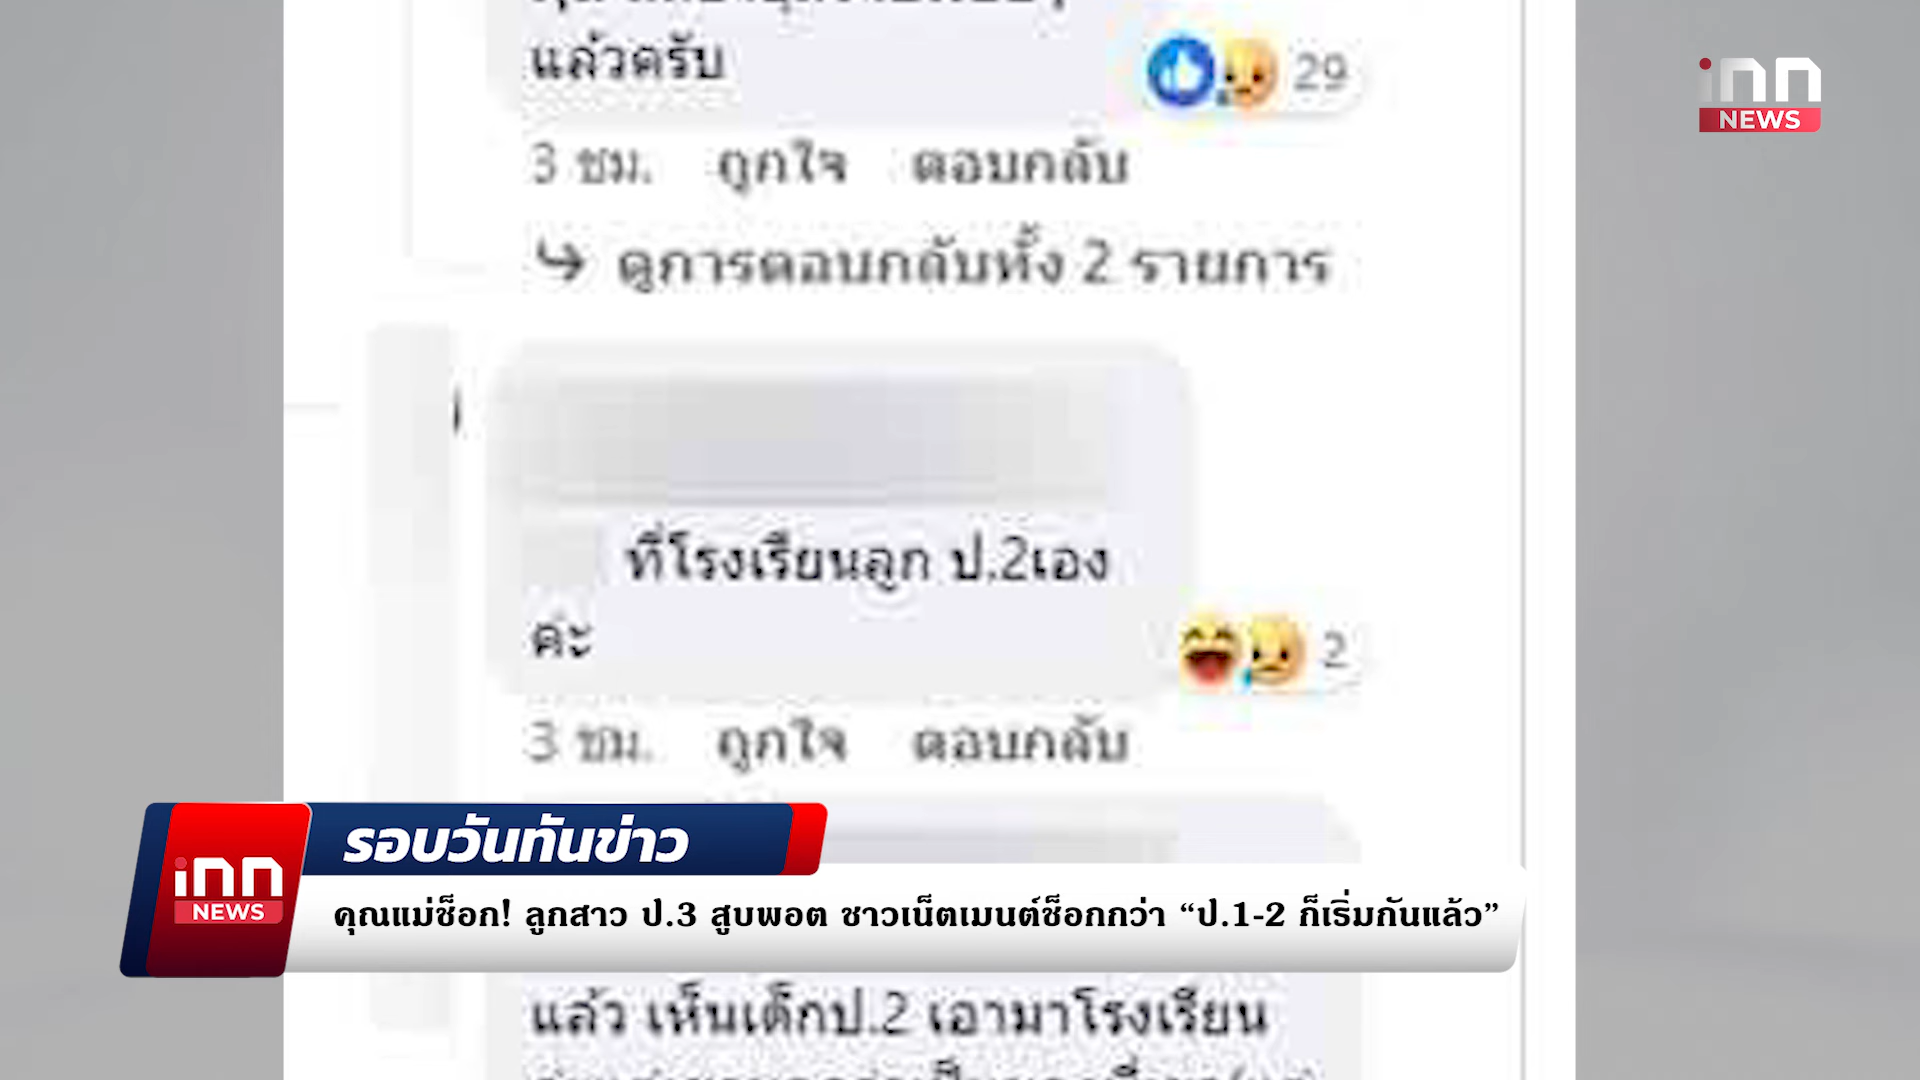 แล้วครับ
29
inn
NEWS
3 ชม. ถูกใจ ตอบกลับ
ดูการตอบกลับทั้ง 2 รายการ
ที่โรงเรียนลูก ป.2เอง
ค่ะ
2
3 ชม. ถูกใจ ตอบกลับ
รอบวันทันข่าว
inn
NEWS
คุณแม่ช็อก! ลูกสาว ป.3 สูบพอต ชาวเน็ตเมนต์ช็อกกว่า “ป.1-2 ก็เริ่มกันแล้ว”
แล้ว เห็นเด็กป.2 เอามาโรงเรียน